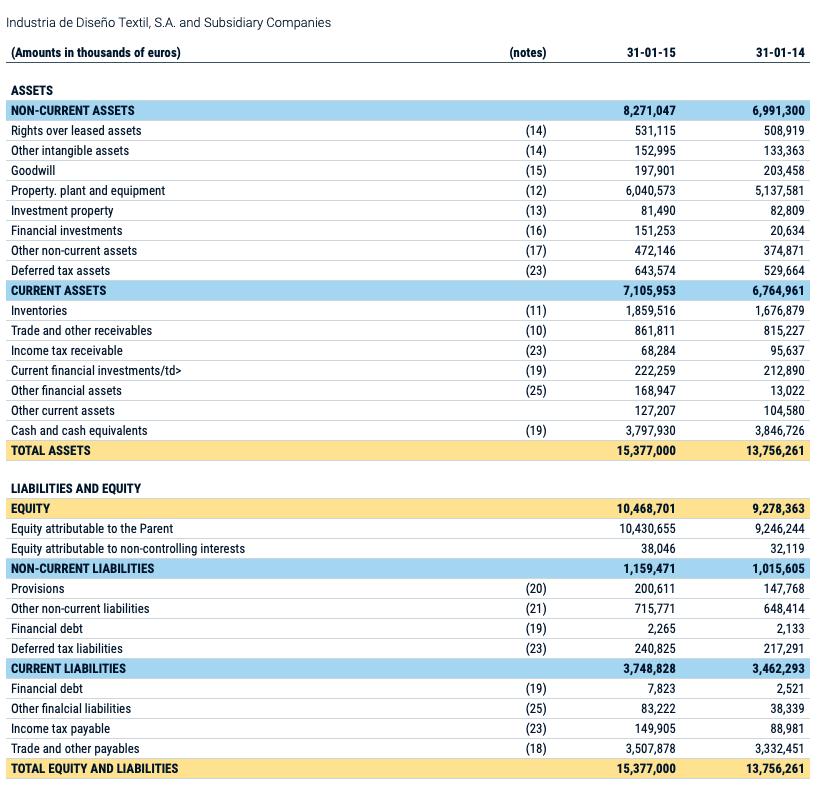 Industria de Diseño Textil, S.A. and Subsidiary Companies
(Amounts in thousands of euros) (notes) 31-01-15 31-01-14
ASSETS
NON-CURRENT ASSETS 8,271,047 6,991,300
Rights over leased assets (14) 531,115 508,919
Other intangible assets (14) 152,995 133,363
Goodwill (15) 197,901 203,458
Property. plant and equipment (12) 6,040,573 5,137,581
Investment property (13) 81,490 82,809
Financial investments (16) 151,253 20,634
Other non-current assets (17) 472,146 374,871
Deferred tax assets (23) 643,574 529,664
CURRENT ASSETS 7,105,953 6,764,961
Inventories (11) 1,859,516 1,676,879
Trade and other receivables (10) 861,811 815,227
Income tax receivable (23) 68,284 95,637
Current financial investments/td> (19) 222,259 212,890
Other financial assets (25) 168,947 13,022
Other current assets 127,207 104,580
Cash and cash equivalents (19) 3,797,930 3,846,726
TOTAL ASSETS 15,377,000 13,756,261
LIABILITIES AND EQUITY
EQUITY 10,468,701 9,278,363
Equity attributable to the Parent 10,430,655 9,246,244
Equity attributable to non-controlling interests 38,046 32,119
NON-CURRENT LIABILITIES 1,159,471 1,015,605
Provisions (20) 200,611 147,768
Other non-current liabilities (21) 715,771 648,414
Financial debt (19) 2,265 2,133
Deferred tax liabilities (23) 240,825 217,291
CURRENT LIABILITIES 3,748,828 3,462,293
Financial debt (19) 7,823 2,521
Other finalcial liabilities (25) 83,222 38,339
Income tax payable (23) 149,905 88,981
Trade and other payables (18) 3,507,878 3,332,451
TOTAL EQUITY AND LIABILITIES 15,377,000 13,756,261